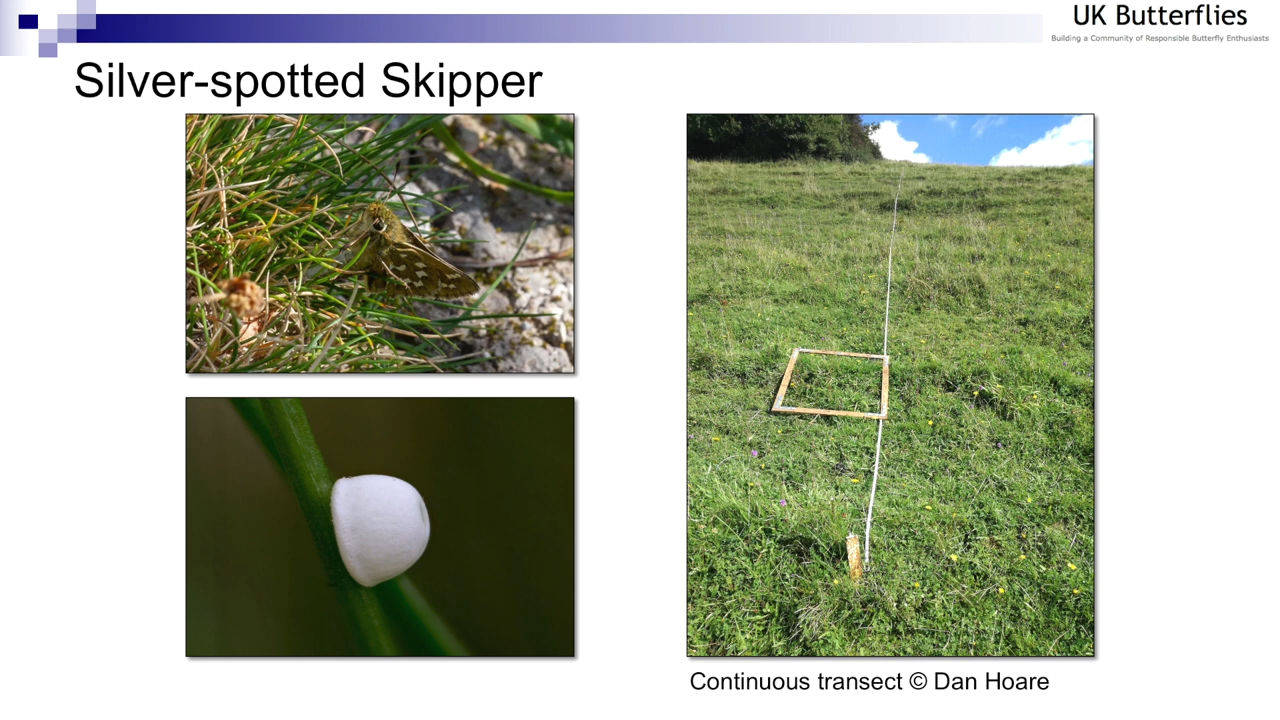 UK Butterflies
Building a Community of Responsible Butterfly Enthusiasts
Silver-spotted Skipper
Continuous transect © Dan Hoare